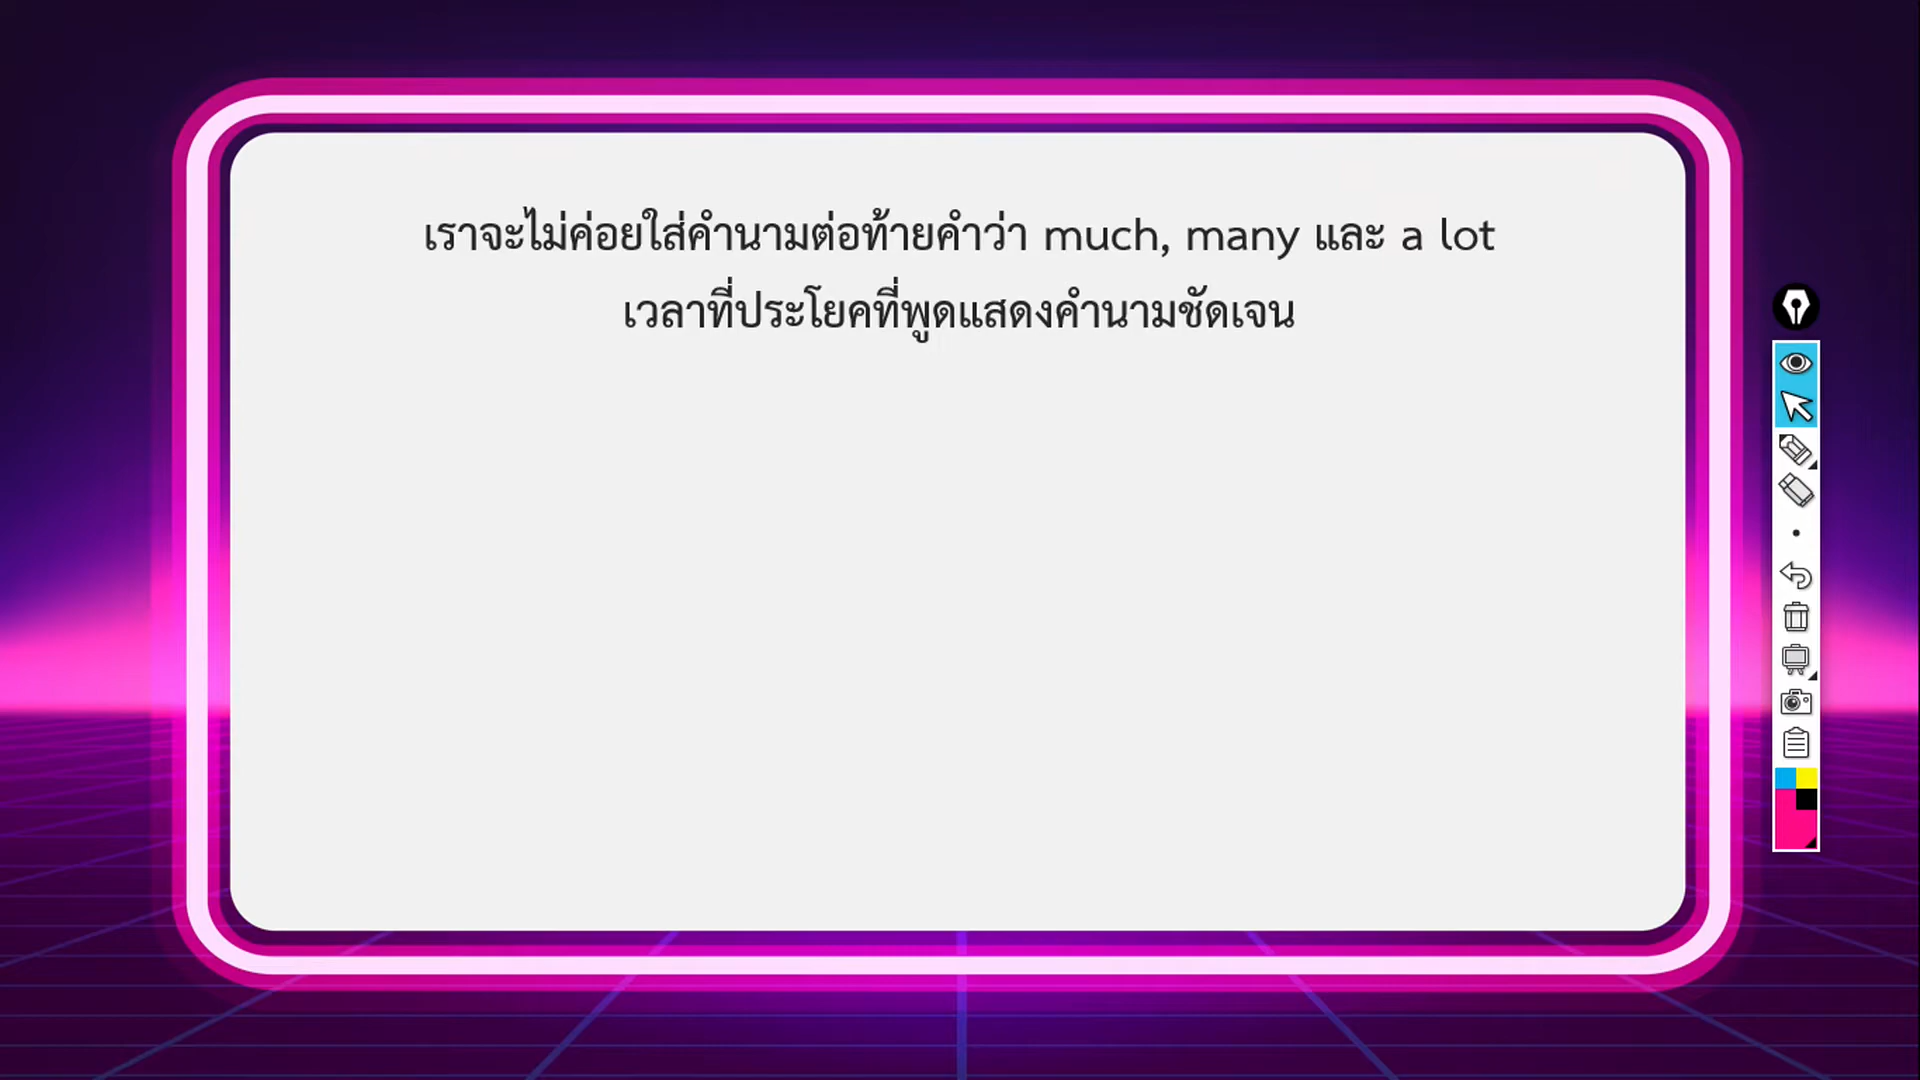 เราจะไม่ค่อยใส่คำนามต่อท้ายคำว่า much, many และ a lot
เวลาที่ประโยคที่พูดแสดงคำนามชัดเจน